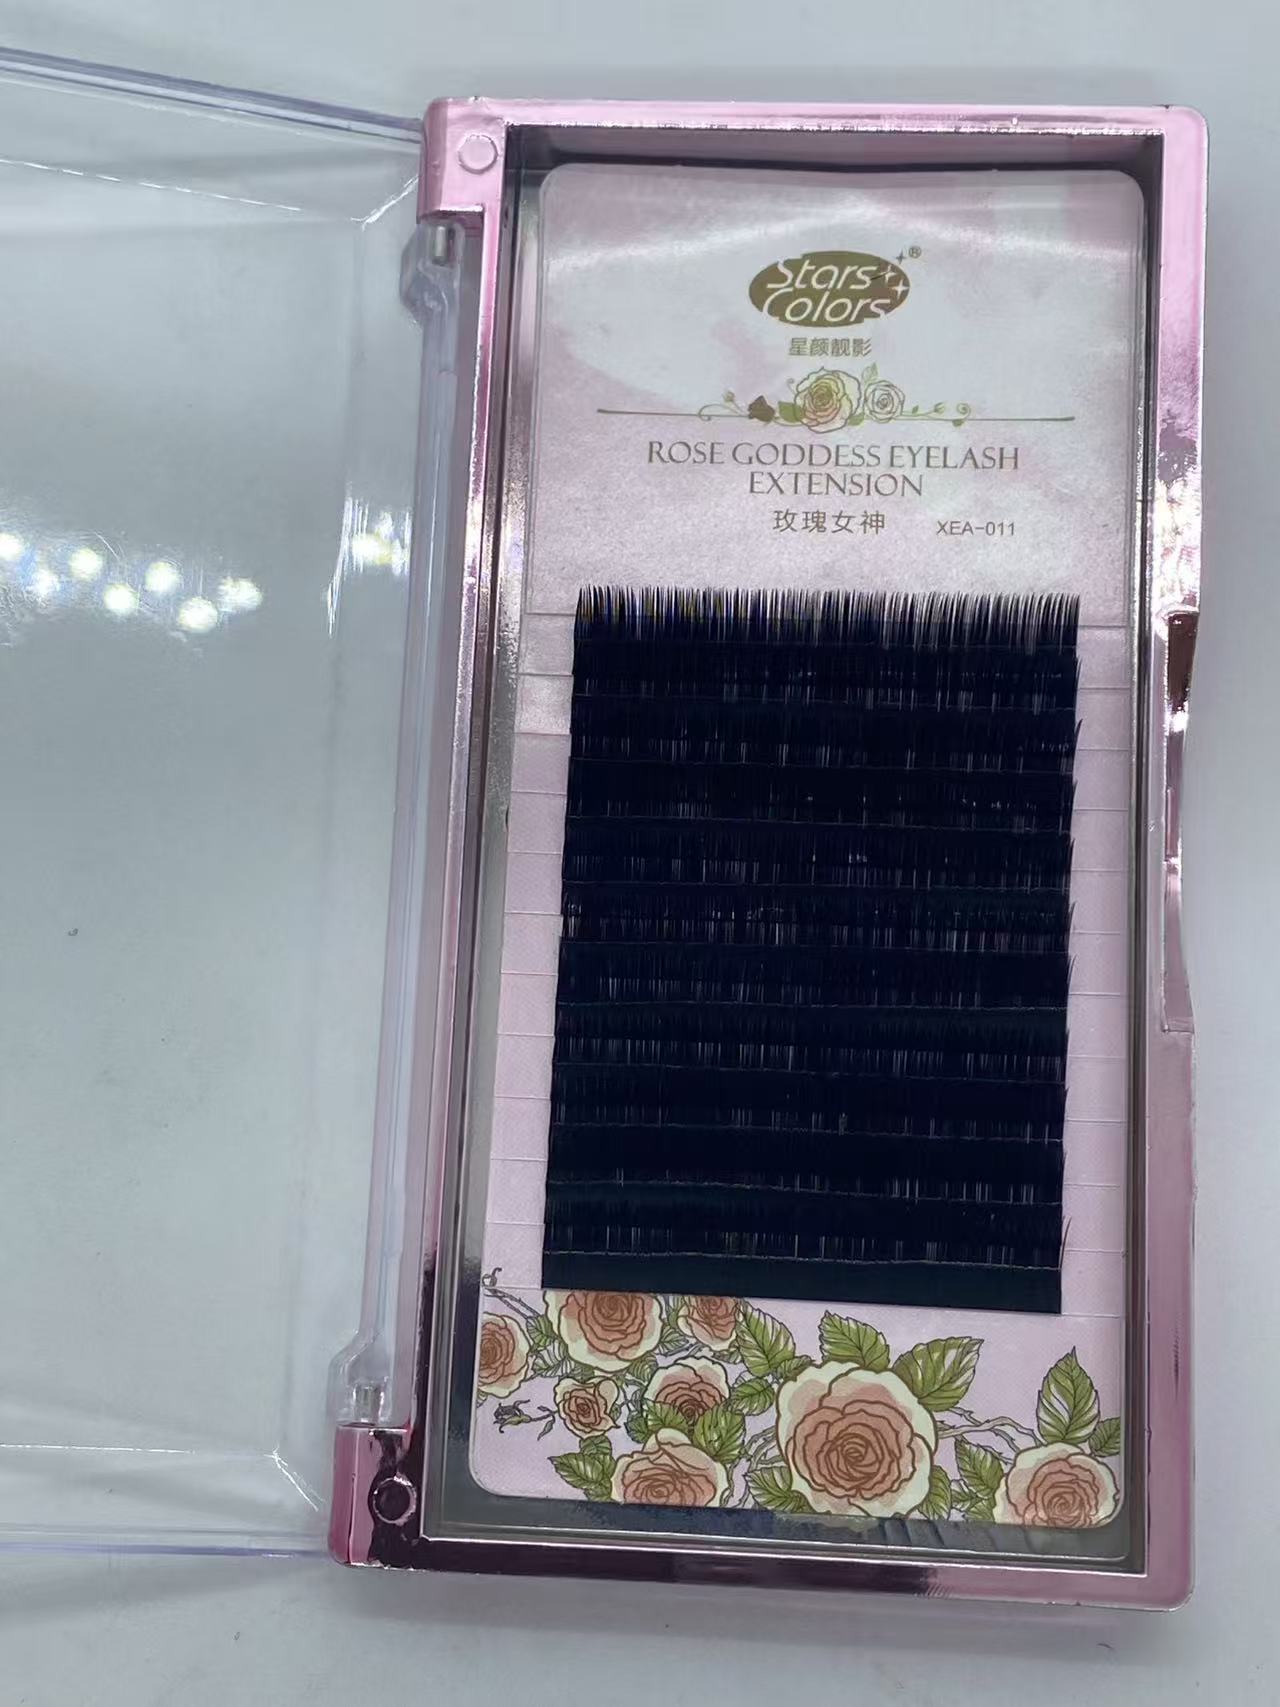 Stars
Colors ®
星颜靓影
ROSE GODDESS EYELASH
EXTENSION
玫瑰女神 XEA-011